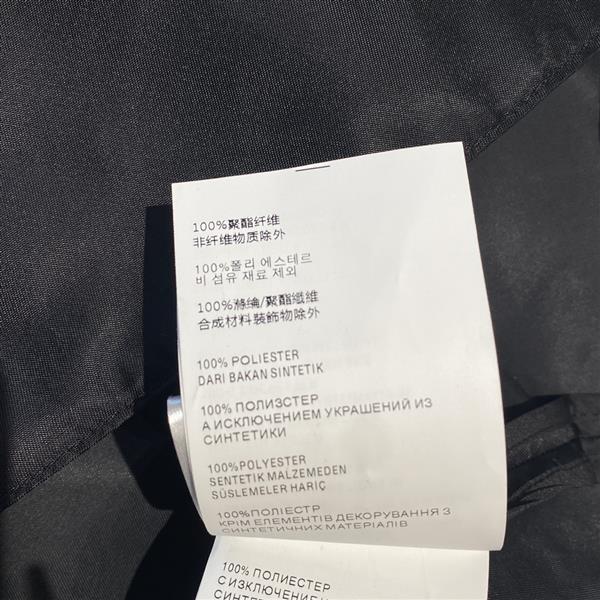 100%聚酯纤维
非纤维物质除外
100%폴리 에스테르
비 섬유 재료 제외
100%滌綸/聚酯纖维
合成材料裝飾物除外
100% POLIESTER
DARI BAKAN SINTETIK
100% ПОЛИЭСТЕР
А ИСКЛЮЧЕНИЕМ УКРАШЕНИЙ ИЗ
СИНТЕТИКИ
100%POLYESTER
SENTETIK MALZEMEDEN
SÜSLEMELER HARIÇ
100%ПОЛІЕСТР
КРІМ ЕЛЕМЕНТІВ ДЕКОРУВАННЯ З
СИНТЕТИЧНИХ МАТЕРІАЛІВ
100% ПОЛИЕСТЕР
С ИЗКЛЮЧЕНИЕ